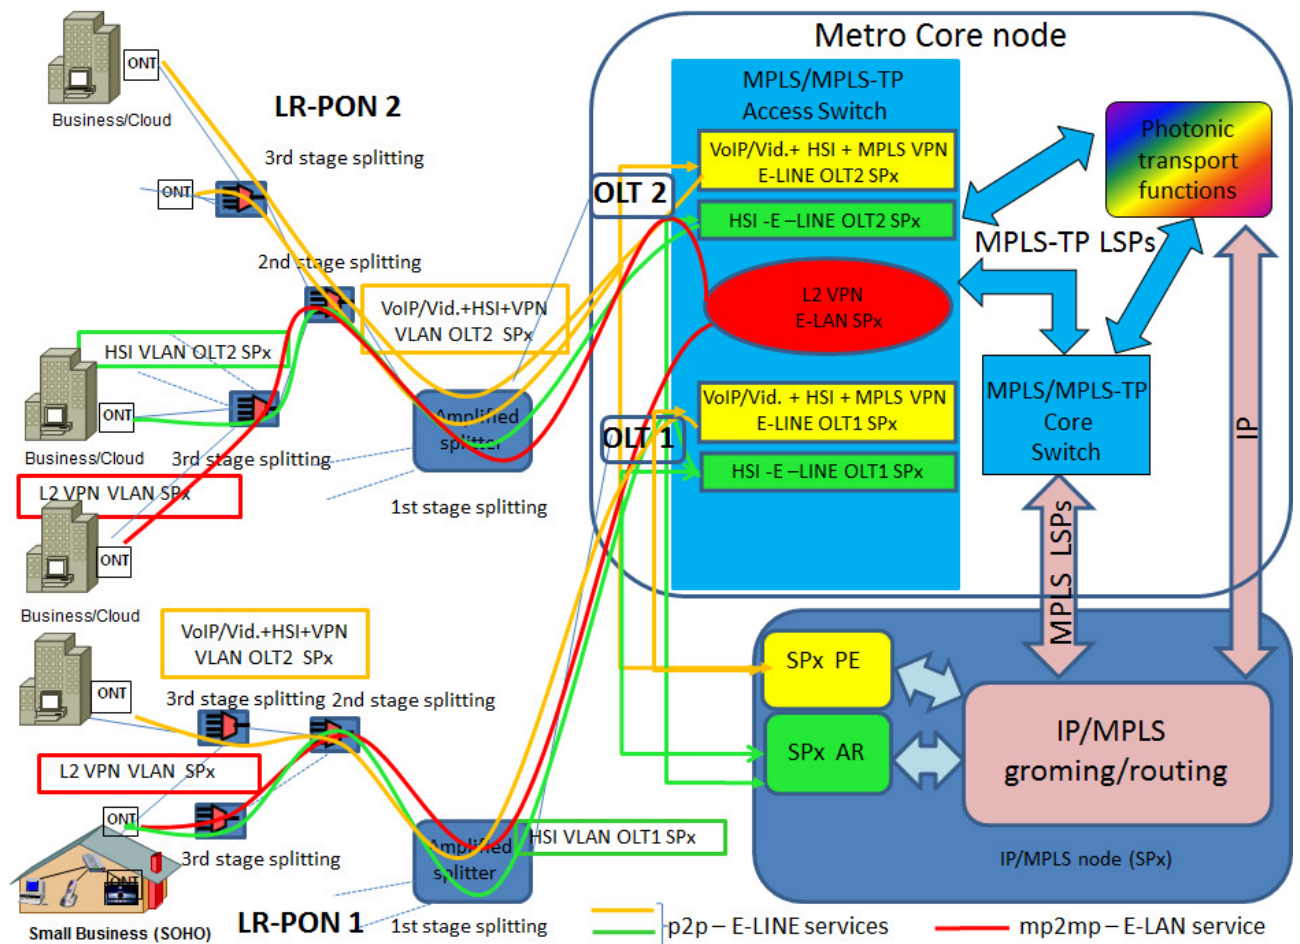 Metro Core node
ONT
Business/Cloud
LR-PON 2
3rd stage splitting
ONT
2nd stage splitting
VoIP/Vid.+HSI+VPN
VLAN OLT2 SPx
HSI VLAN OLT2 SPx
ONT
Business/Cloud
3rd stage splitting
Amplified
splitter
1st stage splitting
L2 VPN VLAN SPx
ONT
Business/Cloud
OLT 2
OLT 1
MPLS/MPLS-TP
Access Switch
VoIP/Vid.+ HSI + MPLS VPN
E-LINE OLT2 SPx
HSI -E –LINE OLT2 SPx
L2 VPN
E-LAN SPx
VoIP/Vid. + HSI + MPLS VPN
E-LINE OLT1 SPx
HSI -E –LINE OLT1 SPx
Photonic
transport
functions
MPLS-TP LSPs
MPLS/MPLS-TP
Core
Switch
MPLS LSPs
IP
VoIP/Vid.+HSI+VPN
VLAN OLT2 SPx
ONT
3rd stage splitting
2nd stage splitting
L2 VPN VLAN SPx
ONT
3rd stage splitting
ONT
Small Business (SOHO)
LR-PON 1
Amplified
splitter
1st stage splitting
HSI VLAN OLT1 SPx
SPx PE
SPx AR
IP/MPLS
groming/routing
IP/MPLS node (SPx)
p2p – E-LINE services
mp2mp – E-LAN service